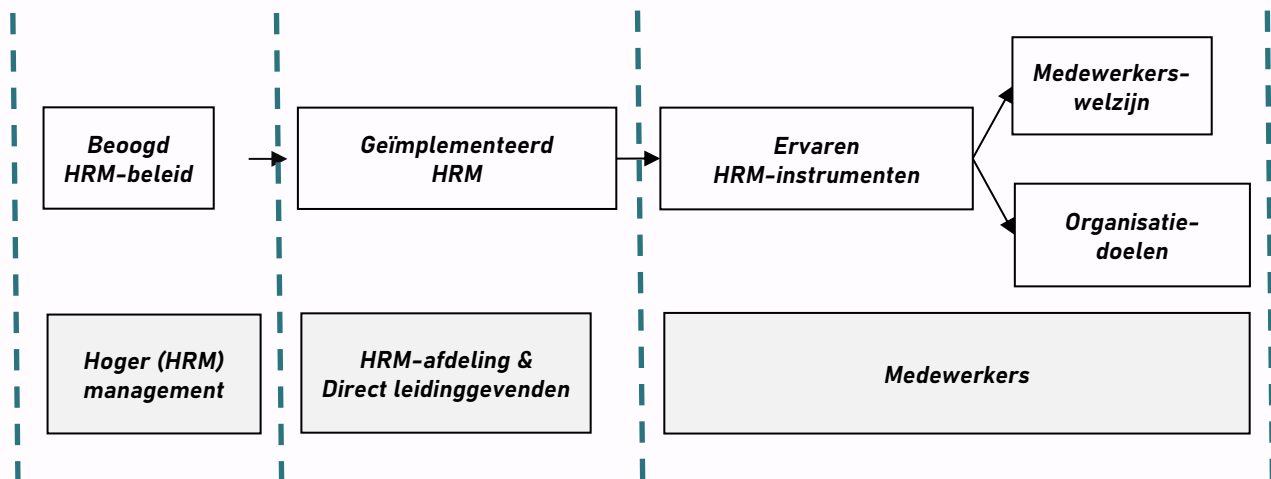 Beoogd
HRM-beleid
Geïmplementeerd
HRM
Ervaren
HRM-instrumenten
Medewerkers-
welzijn
Organisatie-
doelen
Hoger (HRM)
management
HRM-afdeling &
Direct leidinggevenden
Medewerkers